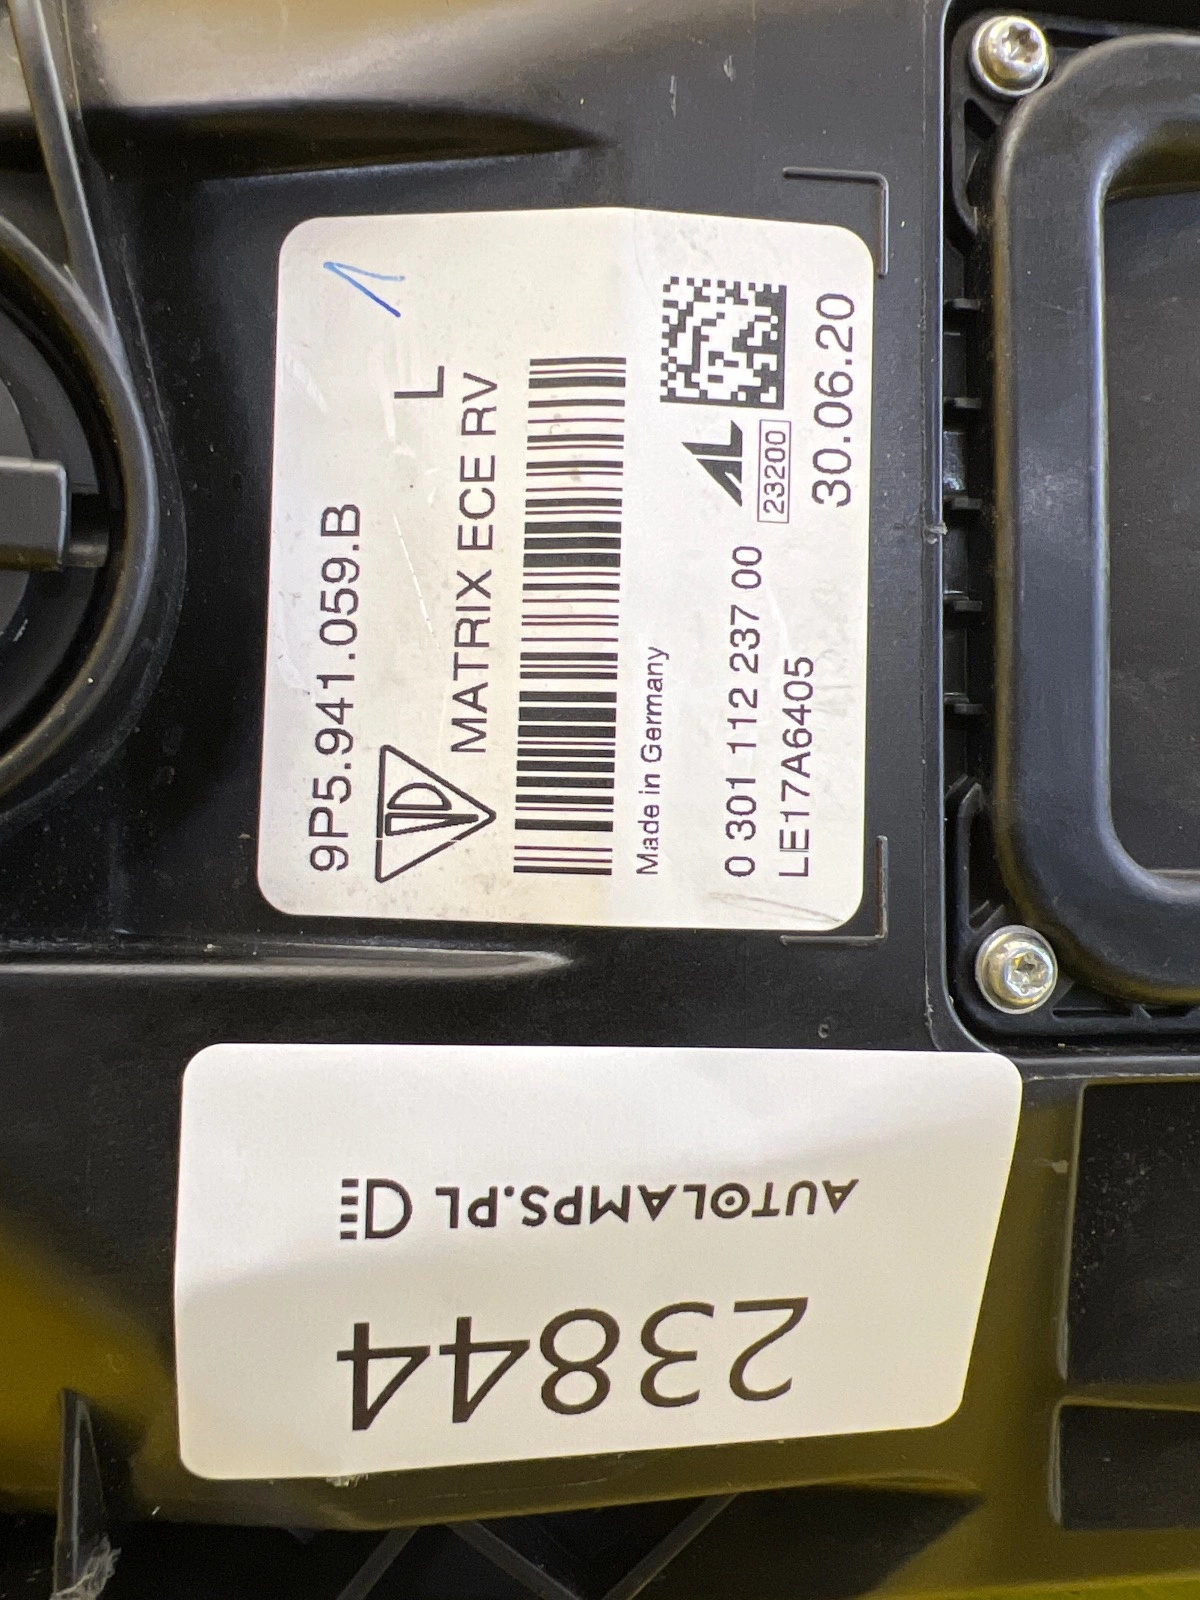 1
9P5.941.059.B
L
MATRIX ECE RV
Made in Germany
AL
0 301 112 237 00
23200
LE17A6405
30.06.20
AUTOLAMPS.PL
23844